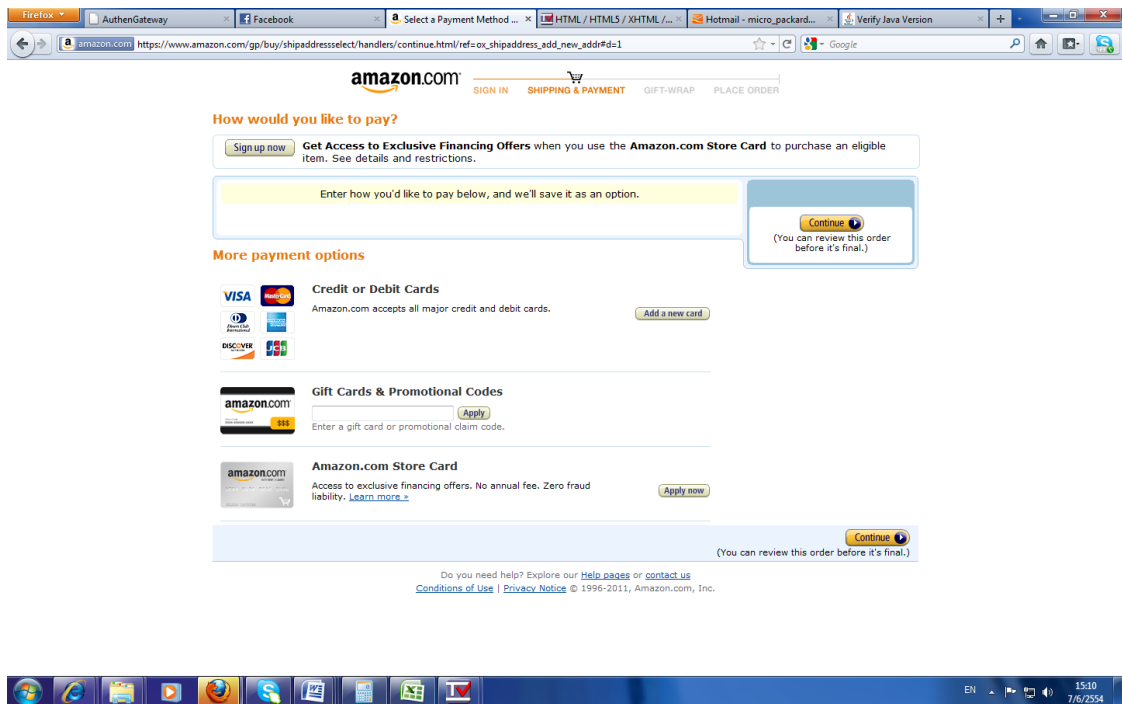 Firefox
AuthenGateway
Facebook
Select a Payment Method ...
HTML / HTML5 / XHTML /...
Hotmail - micro_packard...
Verify Java Version
amazon.com https://www.amazon.com/gp/buy/shipaddressselect/handlers/continue.html/ref=ox_shipaddress_add_new_addr#d=1
Google
amazon.com
SIGN IN SHIPPING & PAYMENT GIFT-WRAP PLACE ORDER
How would you like to pay?
Sign up now
Get Access to Exclusive Financing Offers when you use the Amazon.com Store Card to purchase an eligible
item. See details and restrictions.
Enter how you'd like to pay below, and we'll save it as an option.
Continue
(You can review this order
before it's final.)
More payment options
VISA MasterCard
Diners Club
International
DISCOVER JCB
Credit or Debit Cards
Amazon.com accepts all major credit and debit cards.
Add a new card
amazon.com
$$$
Gift Cards & Promotional Codes
Apply
Enter a gift card or promotional claim code.
amazon.com
Amazon.com Store Card
Access to exclusive financing offers. No annual fee. Zero fraud
liability. Learn more »
Apply now
Continue
(You can review this order before it's final.)
Do you need help? Explore our Help pages or contact us
Conditions of Use | Privacy Notice © 1996-2011, Amazon.com, Inc.
EN
15:10
7/6/2554